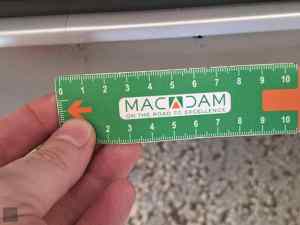 0 1 2 3 4 5 6 7 8 9 10
MACADAM
ON THE ROAD TO EXCELLENCE
2 3 4 5 6 7 8 9 10